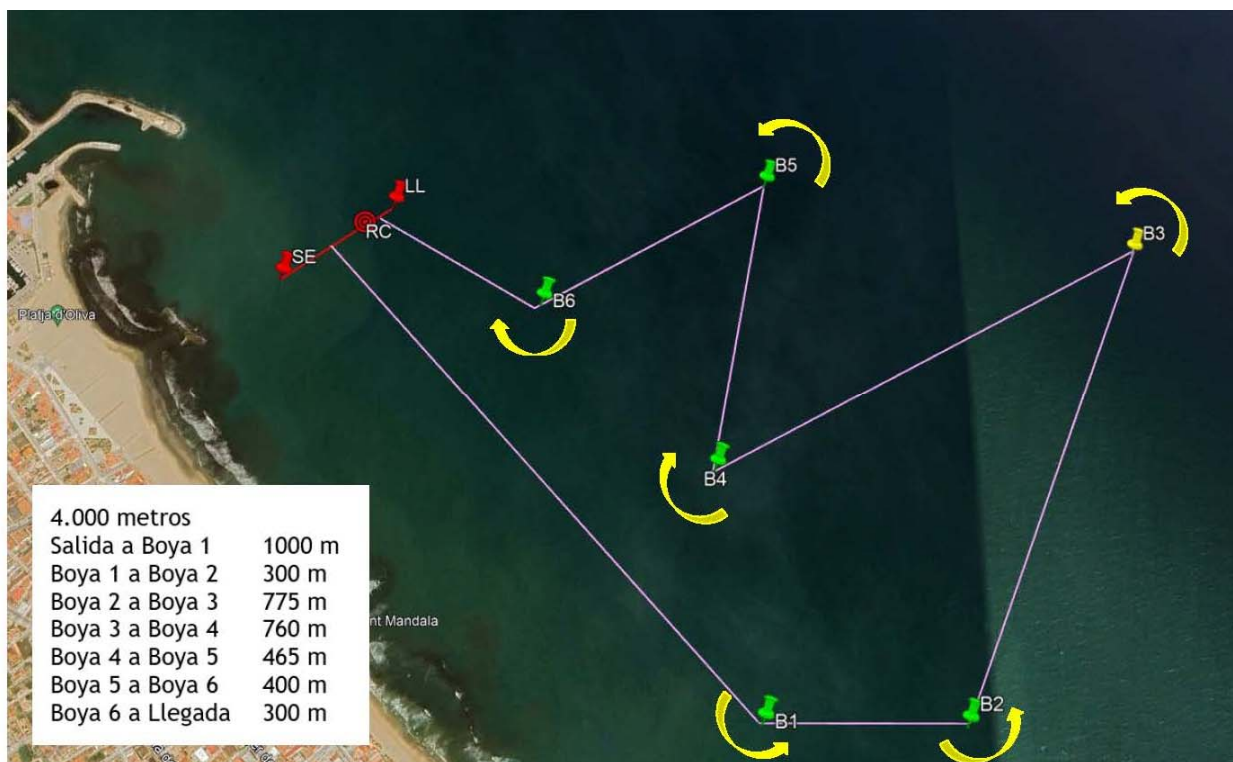 LL
RC
SE
B5
B3
B6
B4
Platja d'Oliva
nt Mandala
B1
B2
4.000 metros
Salida a Boya 1 1000 m
Boya 1 a Boya 2 300 m
Boya 2 a Boya 3 775 m
Boya 3 a Boya 4 760 m
Boya 4 a Boya 5 465 m
Boya 5 a Boya 6 400 m
Boya 6 a Llegada 300 m